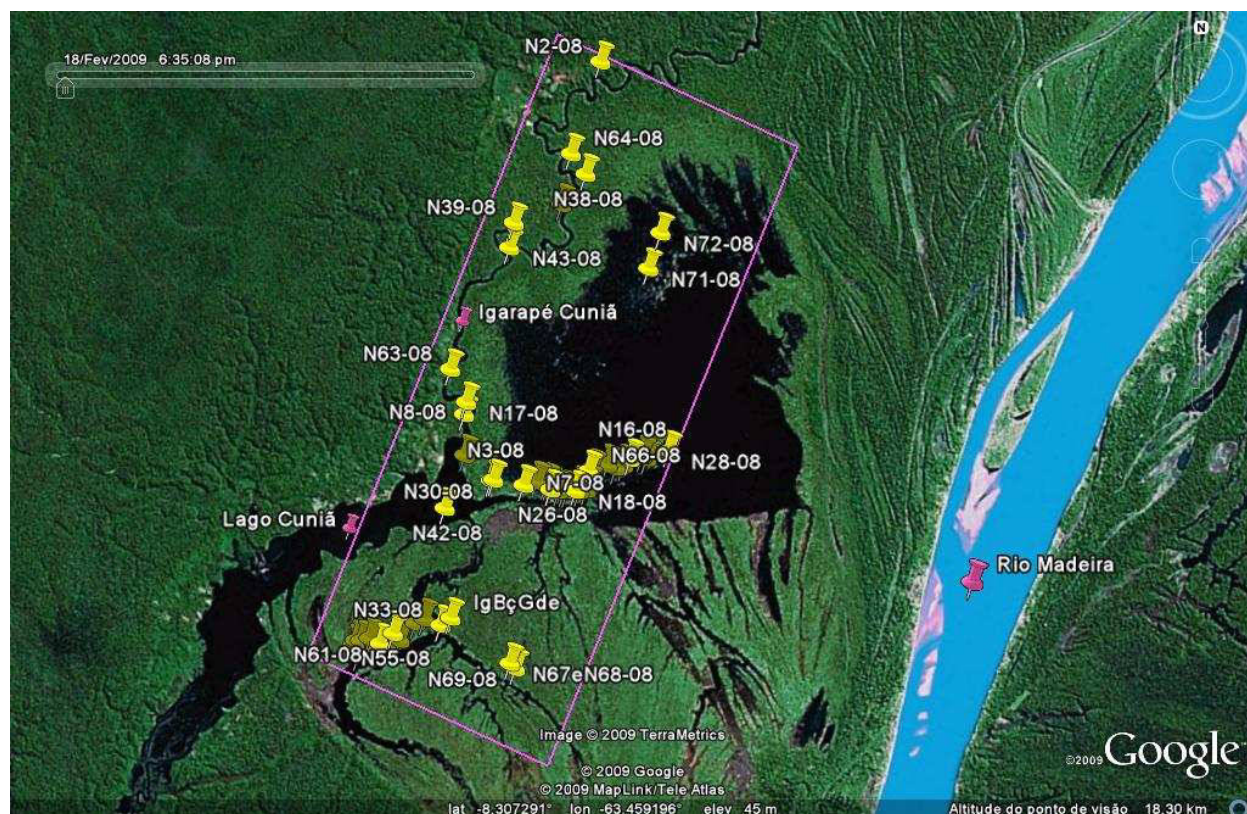 N2-08
N
18/Fev/2009 6:35:08 pm
N64-08
N38-08
N39-08
N72-08
N43-08
N71-08
Igarapé Cuniã
N63-08
N8-08
N17-08
N16-08
N3-08
N66-08
N28-08
N7-08
N30-08
N18-08
N26-08
Lago Cuniã
N42-08
Rio Madeira
IgBçGde
N33-08
N61-08
N55-08
N69-08
N67eN68-08
Image © 2009 TerraMetrics
©2009 Google
© 2009 Google
© 2009 MapLink/Tele Atlas
lat -8.307291° lon -63.459196° elev 45 m
Altitude do ponto de visão 18.30 km